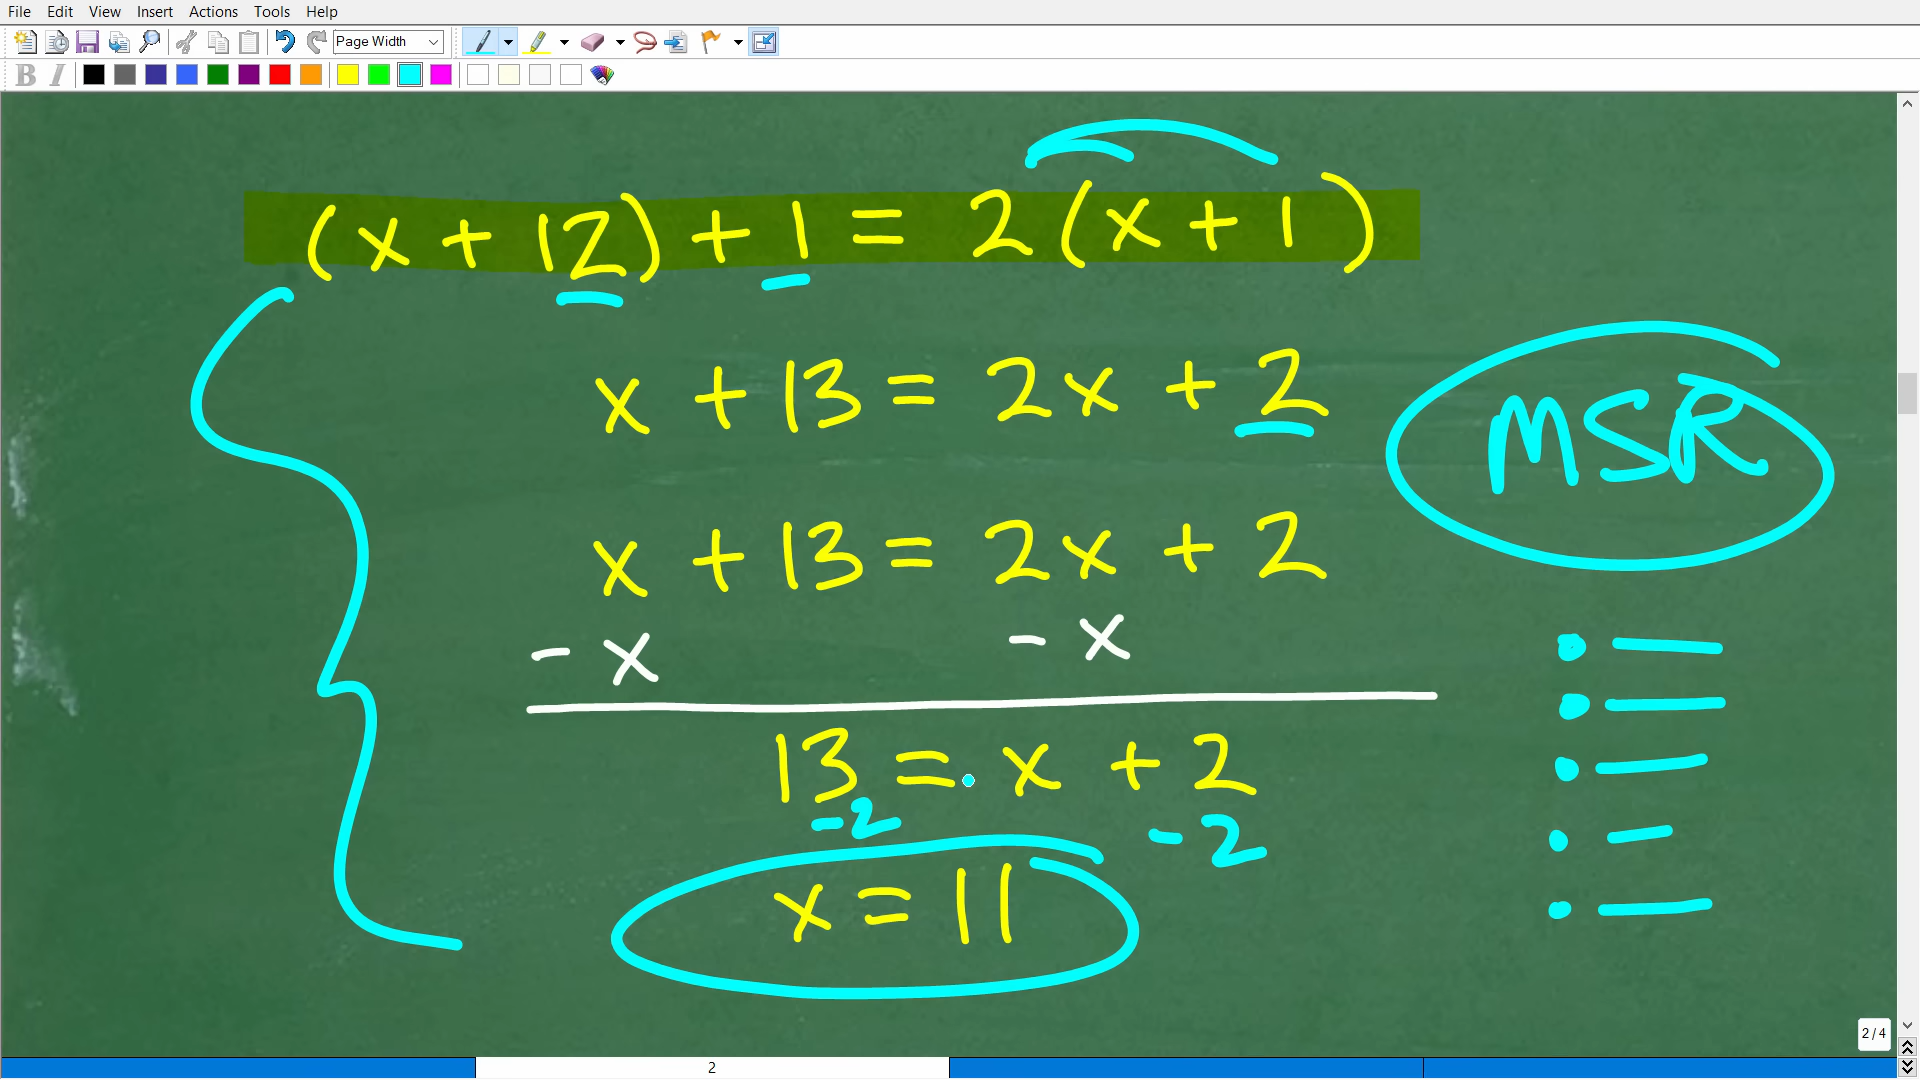 File Edit View Insert Actions Tools Help
Page Width
B I
(x + 12) + 1 = 2(x + 1)
x + 13 = 2x + 2
MSR
x + 13 = 2x + 2
- x - x
13 = x + 2
-2 -2
x = 11
2 / 4
2